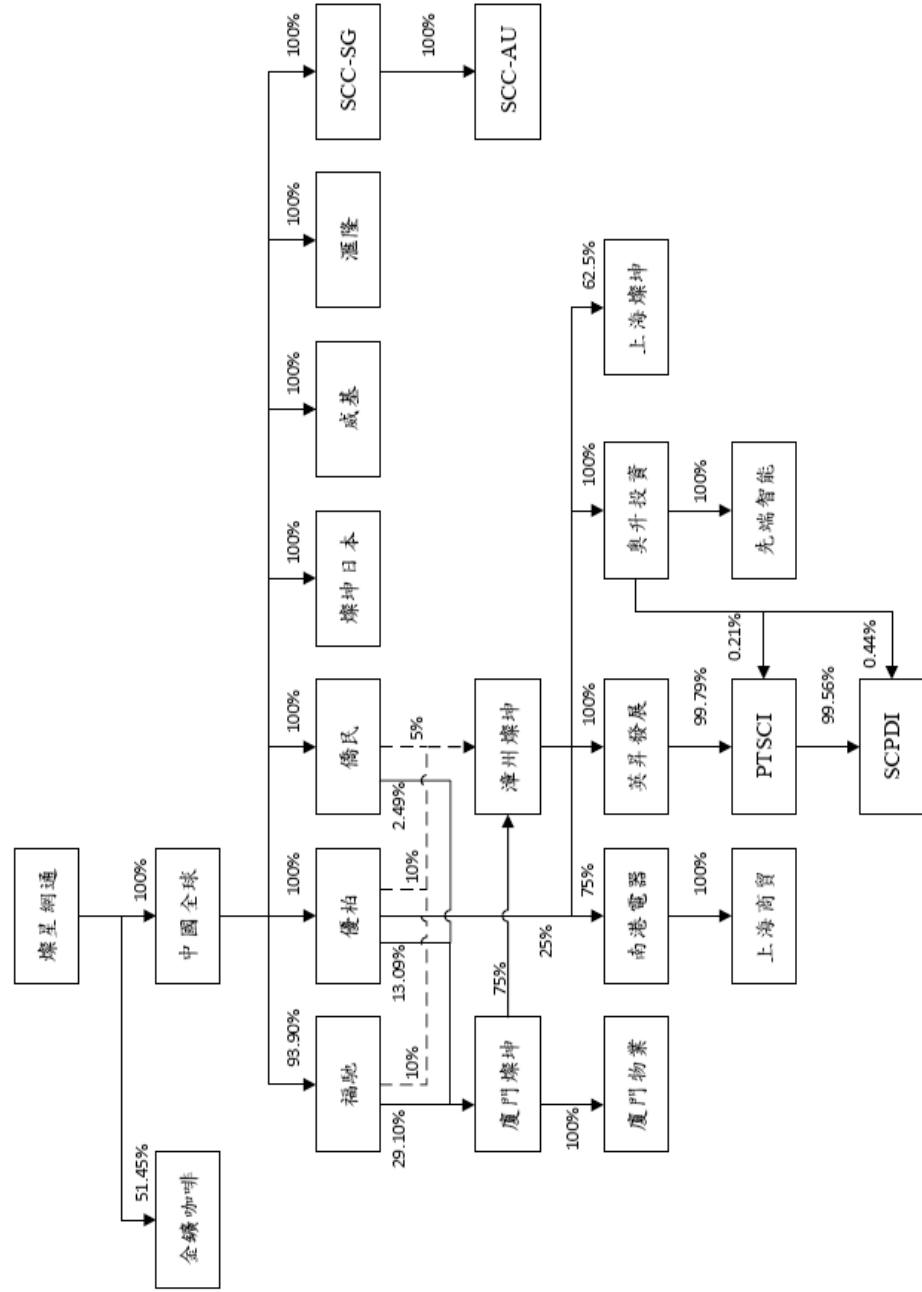 燦星網通
51.45%
100%
金鑛咖啡
中國全球
93.90%
100%
100%
100%
100%
100%
100%
福馳
優柏
僑民
燦坤日本
威基
滙隆
SCC-SG
29.10%
10%
13.09%
10%
2.49%
5%
100%
廈門燦坤
75%
漳州燦坤
SCC-AU
100%
25%
75%
100%
100%
62.5%
廈門物業
南港電器
英昇發展
奧升投資
上海燦坤
100%
99.79%
0.21%
100%
上海商貿
PTSCI
先端智能
99.56%
0.44%
SCPDI